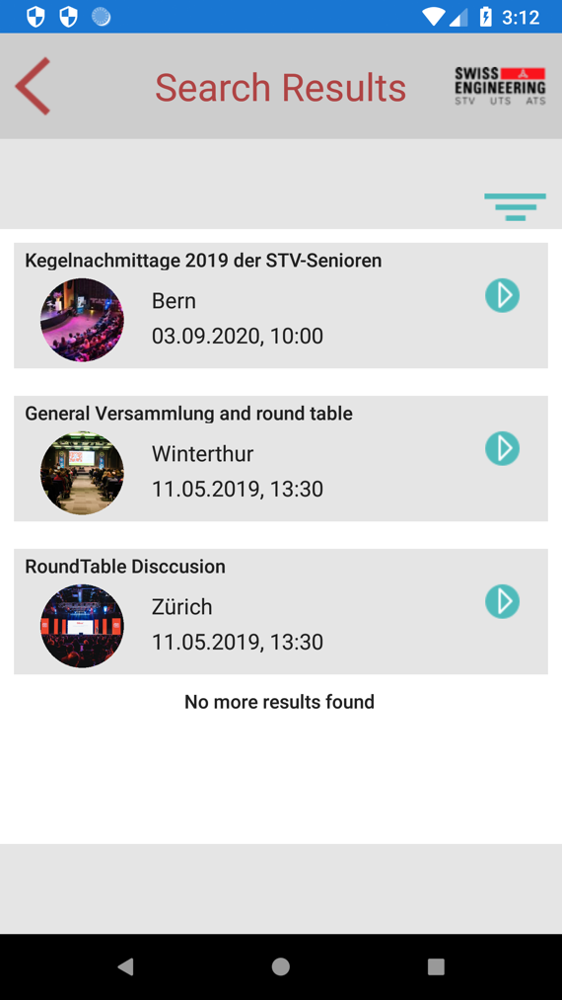 3:12
Search Results
SWISS
ENGINEERING
STV UTS ATS
Kegelnachmittage 2019 der STV-Senioren
Bern
03.09.2020, 10:00
General Versammlung and round table
Winterthur
11.05.2019, 13:30
RoundTable Disccusion
Zürich
11.05.2019, 13:30
No more results found